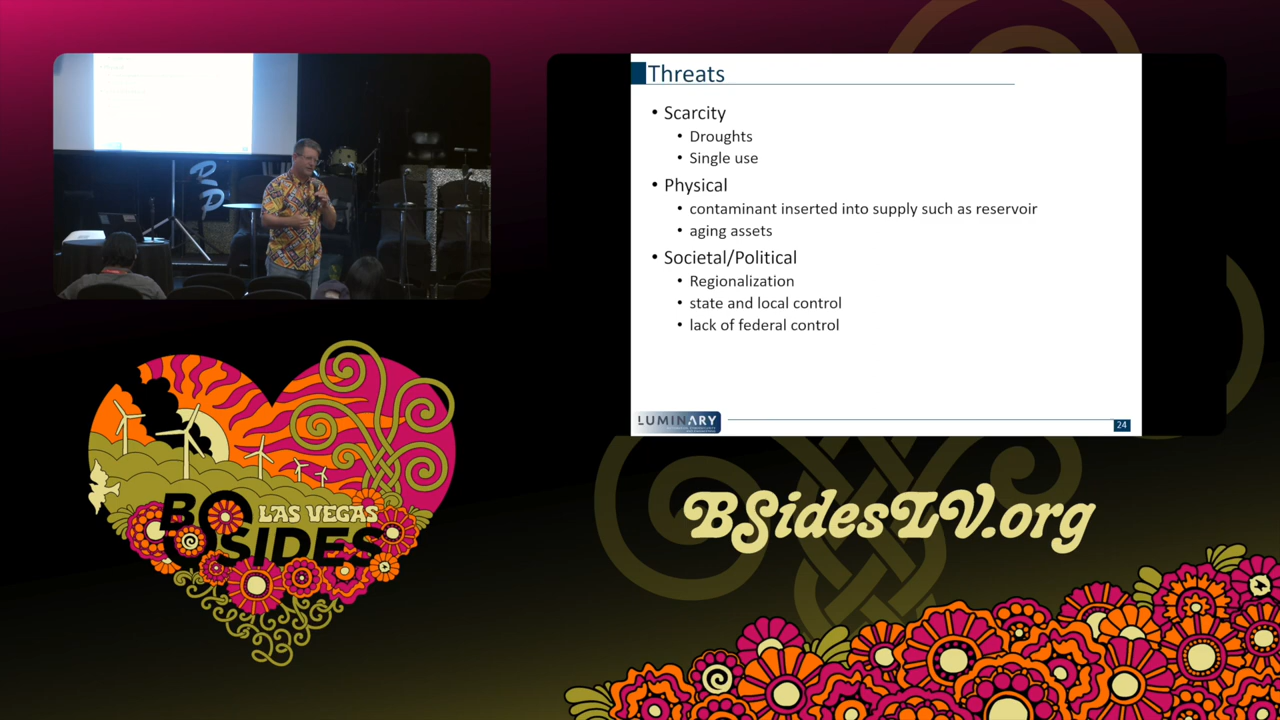 Threats
• Scarcity
• Droughts
• Single use
• Physical
• contaminant inserted into supply such as reservoir
• aging assets
• Societal/Political
• Regionalization
• state and local control
• lack of federal control
LUMINARY
24
BSIDES
LAS VEGAS
BSidesLV.org